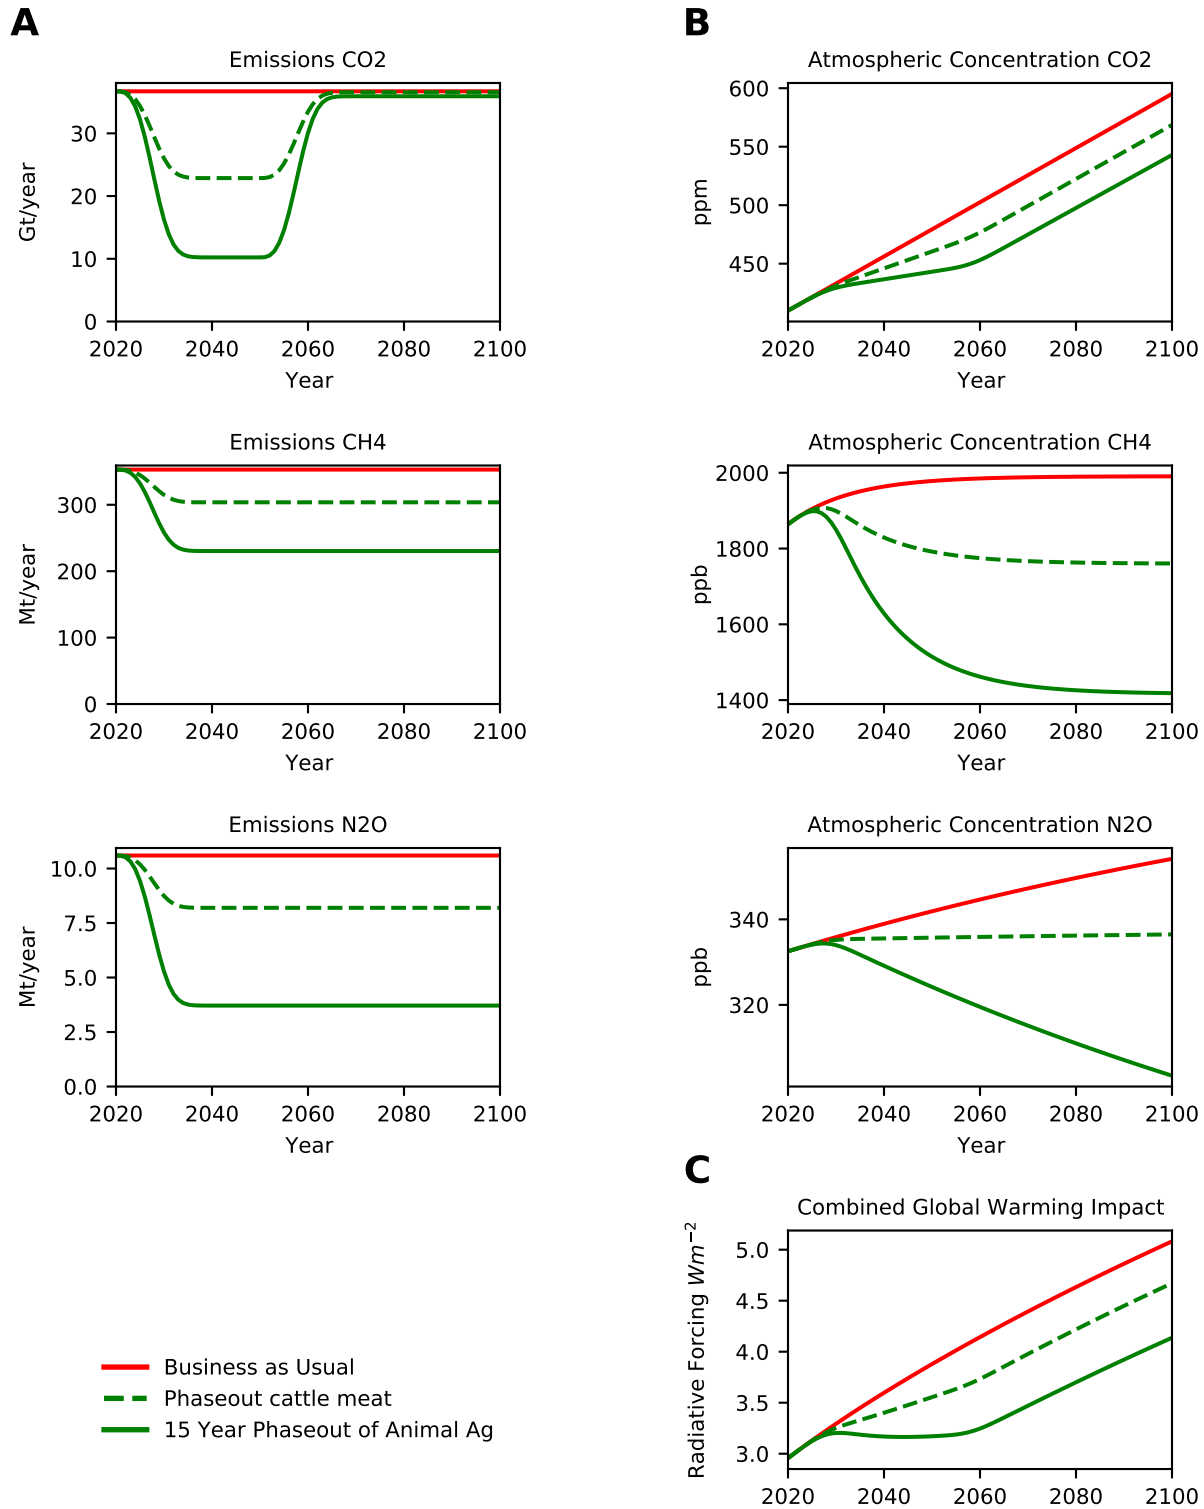 A
B
Emissions CO2
Gt/year
30
20
10
0
2020 2040 2060 2080 2100
Year
Atmospheric Concentration CO2
ppm
600
550
500
450
2020 2040 2060 2080 2100
Year
Emissions CH4
Mt/year
300
200
100
0
2020 2040 2060 2080 2100
Year
Atmospheric Concentration CH4
ppb
2000
1800
1600
1400
2020 2040 2060 2080 2100
Year
Emissions N2O
Mt/year
10.0
7.5
5.0
2.5
0.0
2020 2040 2060 2080 2100
Year
Atmospheric Concentration N2O
ppb
340
320
2020 2040 2060 2080 2100
Year
C
Combined Global Warming Impact
Radiative Forcing Wm⁻²
5.0
4.5
4.0
3.5
3.0
2020 2040 2060 2080 2100
Business as Usual
Phaseout cattle meat
15 Year Phaseout of Animal Ag